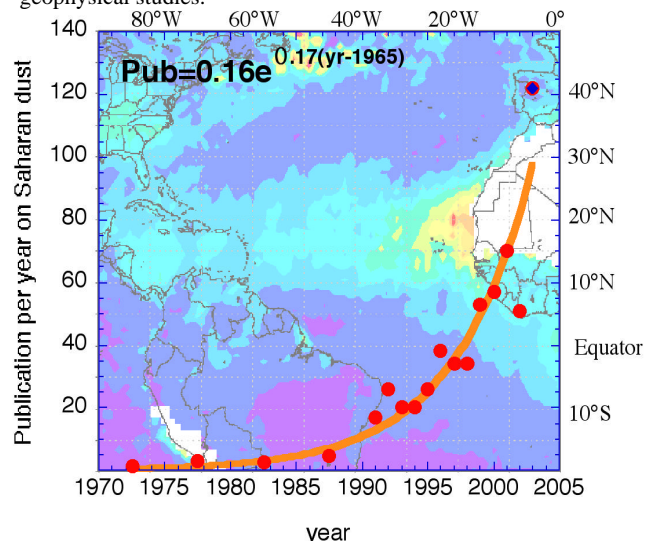 geophysical studies.
80°W 60°W 40°W 20°W 0°
140
Pub=0.16e0.17(yr-1965)
120
40°N
100
30°N
80
20°N
60
10°N
40
Equator
20
10°S
Publication per year on Saharan dust
1970 1975 1980 1985 1990 1995 2000 2005
year